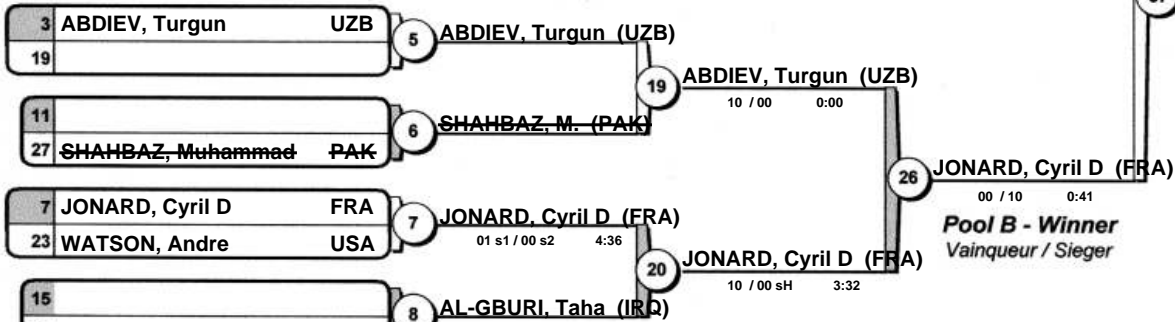 3 ABDIEV, Turgun UZB
19
5 ABDIEV, Turgun (UZB)
11
27 SHAHBAZ, Muhammad PAK
6 SHAHBAZ, M. (PAK)
19 ABDIEV, Turgun (UZB)
10 / 00 0:00
7 JONARD, Cyril D FRA
23 WATSON, Andre USA
7 JONARD, Cyril D (FRA)
01 s1 / 00 s2 4:36
15
8 AL-GBURI, Taha (IRQ)
20 JONARD, Cyril D (FRA)
10 / 00 sH 3:32
26 JONARD, Cyril D (FRA)
00 / 10 0:41
Pool B - Winner
Vainqueur / Sieger